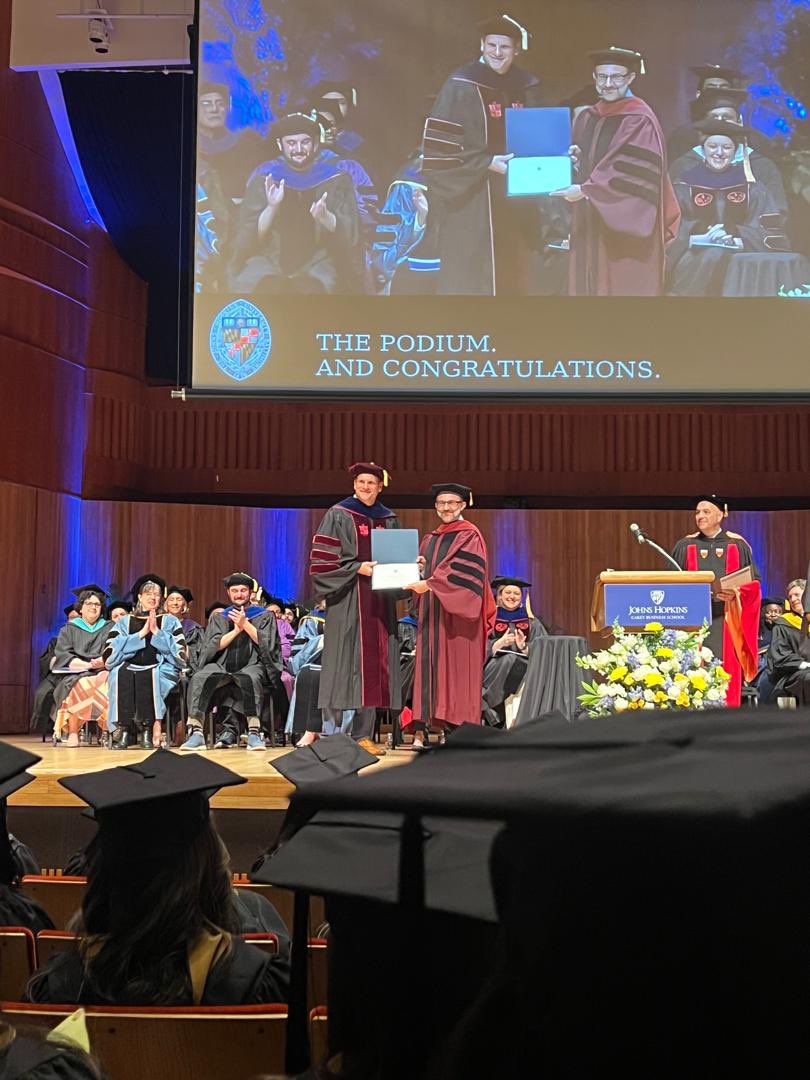 THE PODIUM.
AND CONGRATULATIONS.
JOHNS HOPKINS
CAREY BUSINESS SCHOOL